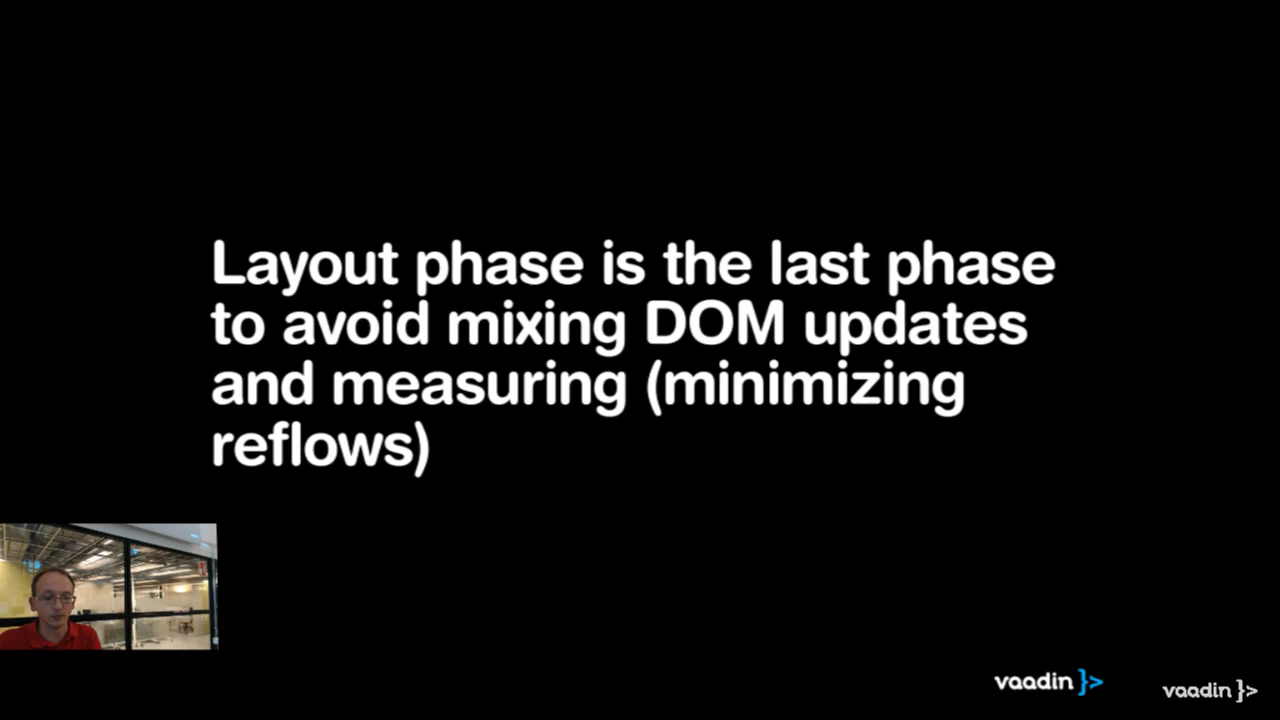 Layout phase is the last phase
to avoid mixing DOM updates
and measuring (minimizing
reflows)
vaadin }>
vaadin }>